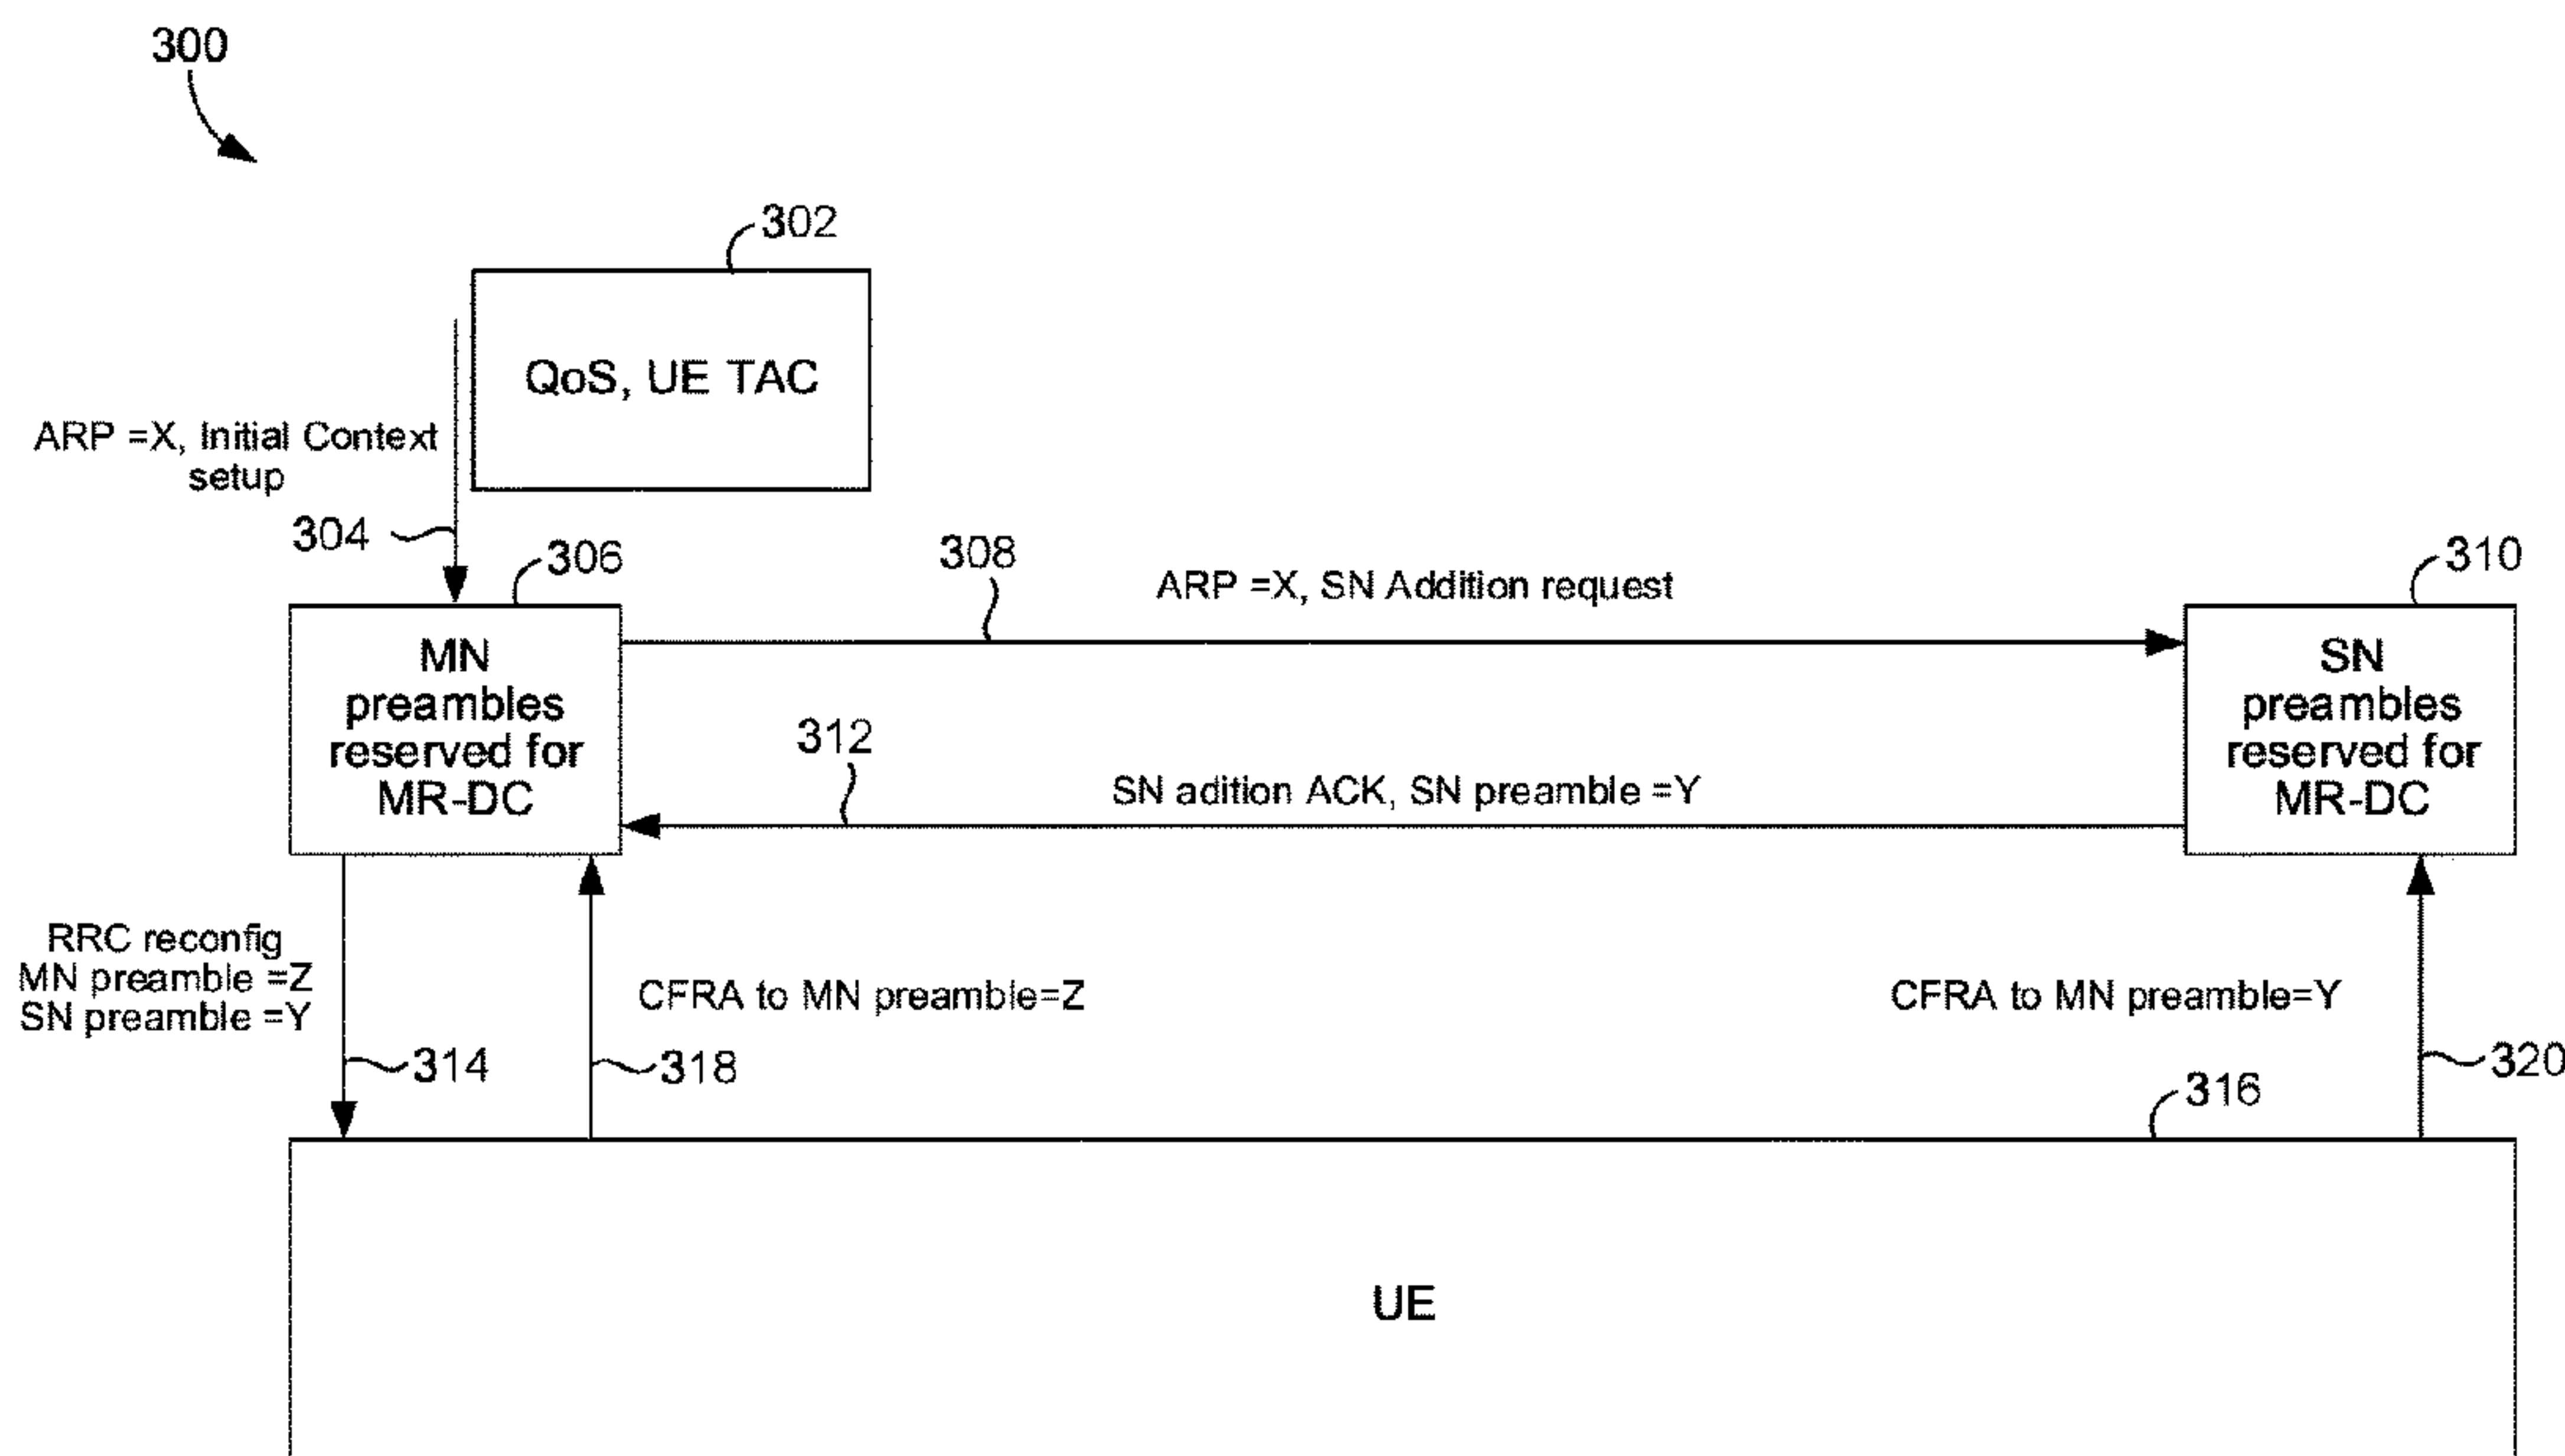 300
302
QoS, UE TAC
ARP =X, Initial Context
setup
304
306
308
ARP =X, SN Addition request
310
MN
preambles
reserved for
MR-DC
SN
preambles
reserved for
MR-DC
312
SN adition ACK, SN preamble =Y
RRC reconfig
MN preamble =Z
SN preamble =Y
CFRA to MN preamble=Z
CFRA to MN preamble=Y
314
318
316
320
UE